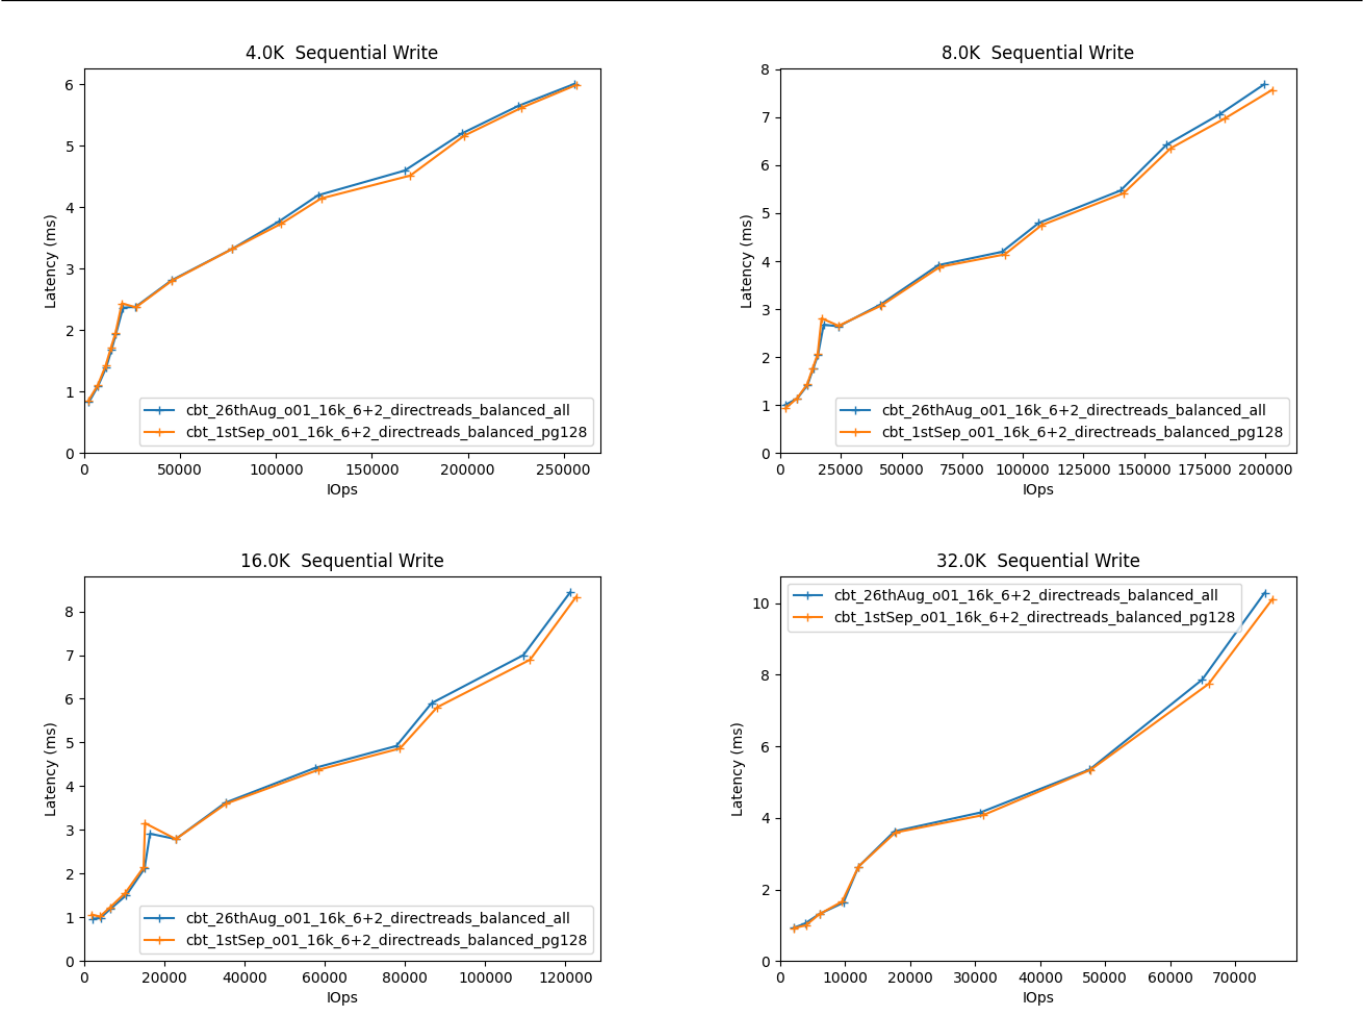 4.0K  Sequential Write
6
5
4
3
2
1
0
Latency (ms)
cbt_26thAug_o01_16k_6+2_directreads_balanced_all
cbt_1stSep_o01_16k_6+2_directreads_balanced_pg128
0 50000 100000 150000 200000 250000
IOps
8.0K  Sequential Write
8
7
6
5
4
3
2
1
0
Latency (ms)
cbt_26thAug_o01_16k_6+2_directreads_balanced_all
cbt_1stSep_o01_16k_6+2_directreads_balanced_pg128
0 25000 50000 75000 100000 125000 150000 175000 200000
IOps
16.0K  Sequential Write
8
7
6
5
4
3
2
1
0
Latency (ms)
cbt_26thAug_o01_16k_6+2_directreads_balanced_all
cbt_1stSep_o01_16k_6+2_directreads_balanced_pg128
0 20000 40000 60000 80000 100000 120000
IOps
32.0K  Sequential Write
cbt_26thAug_o01_16k_6+2_directreads_balanced_all
cbt_1stSep_o01_16k_6+2_directreads_balanced_pg128
10
8
6
4
2
0
Latency (ms)
0 10000 20000 30000 40000 50000 60000 70000
IOps